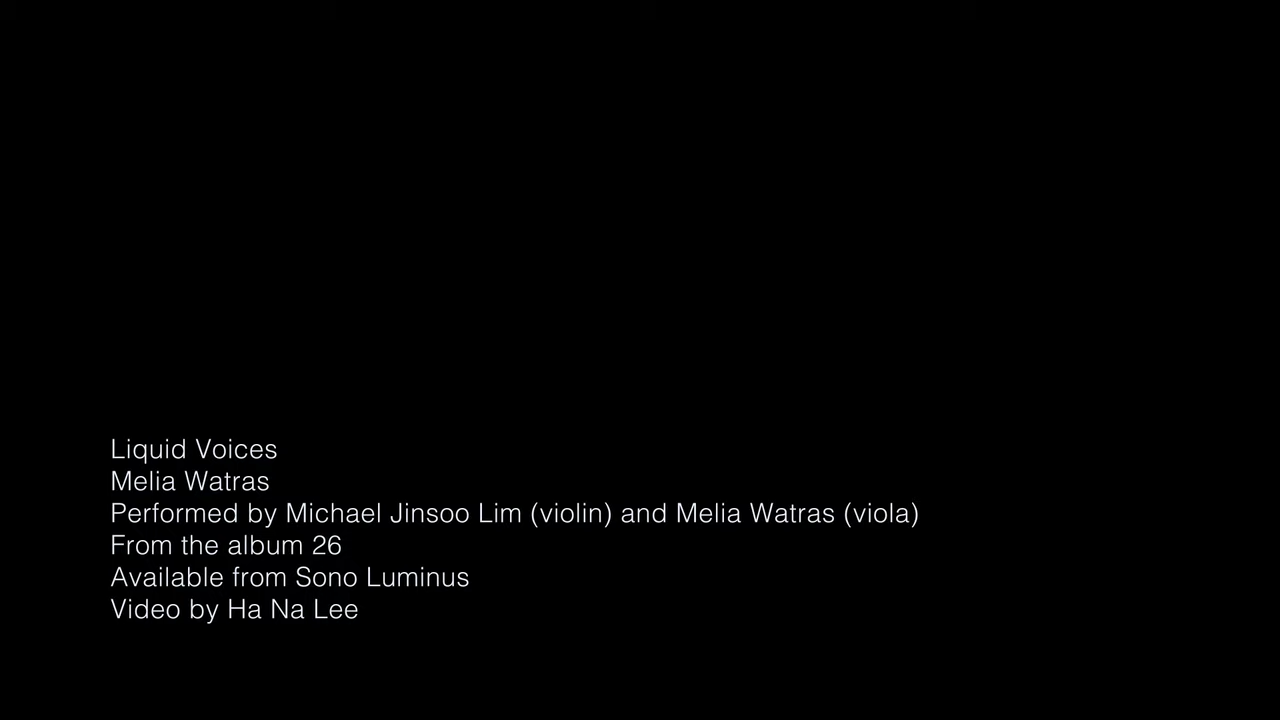 Liquid Voices
Melia Watras
Performed by Michael Jinsoo Lim (violin) and Melia Watras (viola)
From the album 26
Available from Sono Luminus
Video by Ha Na Lee